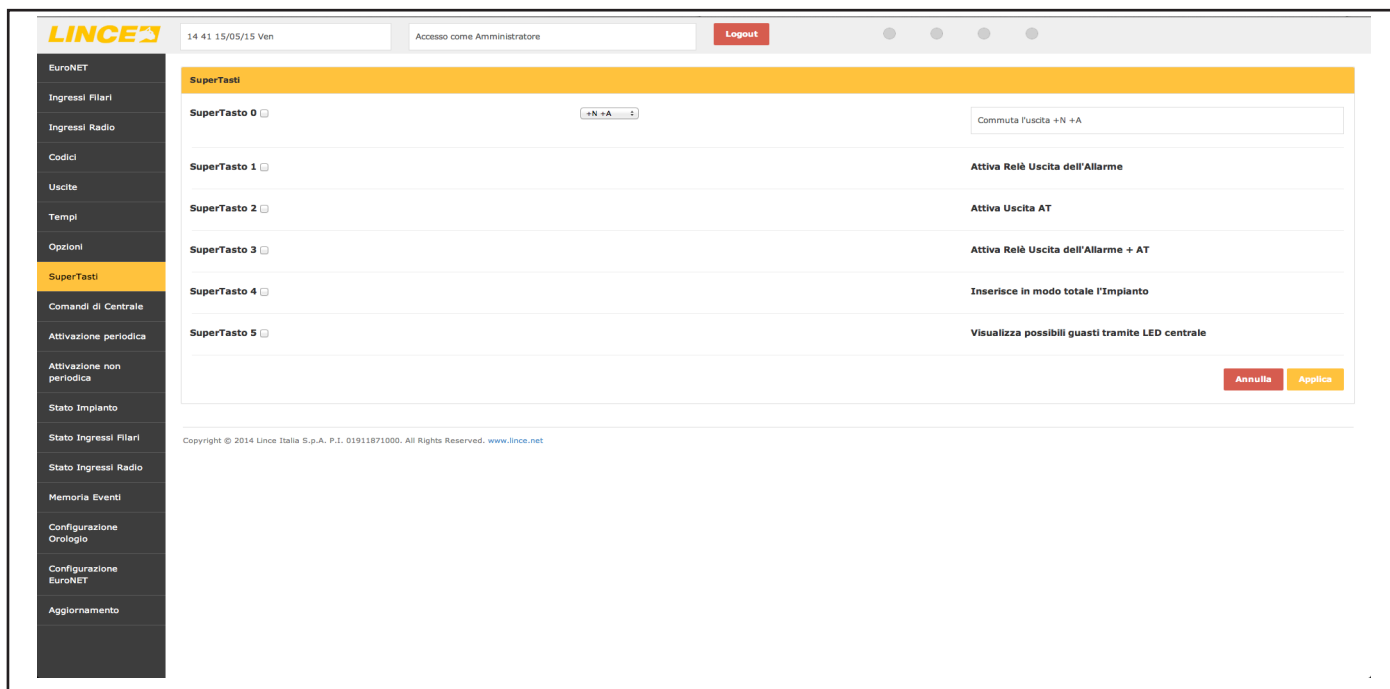 LINCE
14 41 15/05/15 Ven
Accesso come Amministratore
Logout
EuroNET
Ingressi Filari
Ingressi Radio
Codici
Uscite
Tempi
Opzioni
SuperTasti
Comandi di Centrale
Attivazione periodica
Attivazione non
periodica
Stato Impianto
Stato Ingressi Filari
Stato Ingressi Radio
Memoria Eventi
Configurazione
Orologio
Configurazione
EuroNET
Aggiornamento
SuperTasti
SuperTasto 0
+N +A
Commuta l'uscita +N +A
SuperTasto 1
Attiva Relè Uscita dell'Allarme
SuperTasto 2
Attiva Uscita AT
SuperTasto 3
Attiva Relè Uscita dell'Allarme + AT
SuperTasto 4
Inserisce in modo totale l'Impianto
SuperTasto 5
Visualizza possibili guasti tramite LED centrale
Annulla
Applica
Copyright © 2014 Lince Italia S.p.A. P.I. 01911871000. All Rights Reserved. www.lince.net